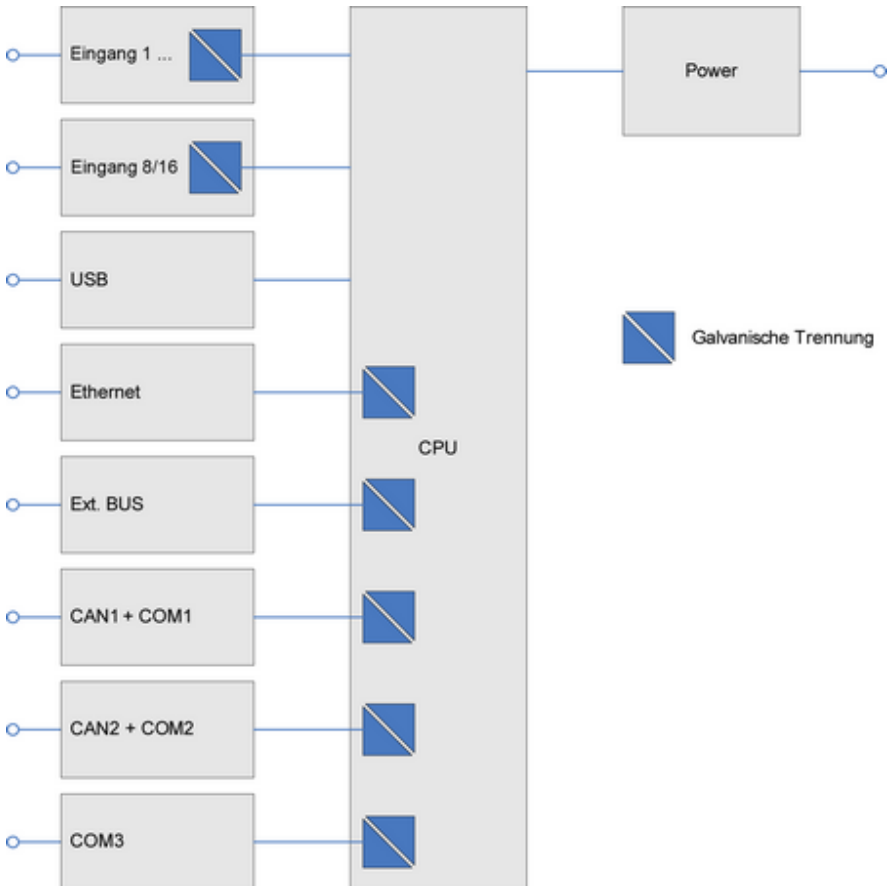 Eingang 1 ...
Power
Eingang 8/16
USB
Galvanische Trennung
Ethernet
CPU
Ext. BUS
CAN1 + COM1
CAN2 + COM2
COM3